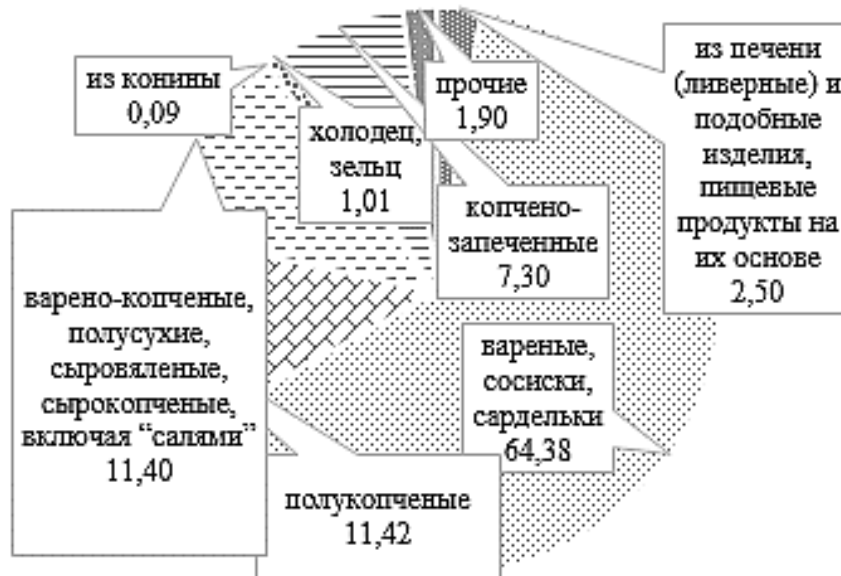 из конины
0,09
холодец,
зельц
1,01
прочие
1,90
из печени
(ливерные) и
подобные
изделия,
пищевые
продукты на
их основе
2,50
копчено-
запеченные
7,30
варено-копченые,
полусухие,
сыровяленые,
сырокопченые,
включая “салями”
11,40
вареные,
сосиски,
сардельки
64,38
полукопченые
11,42